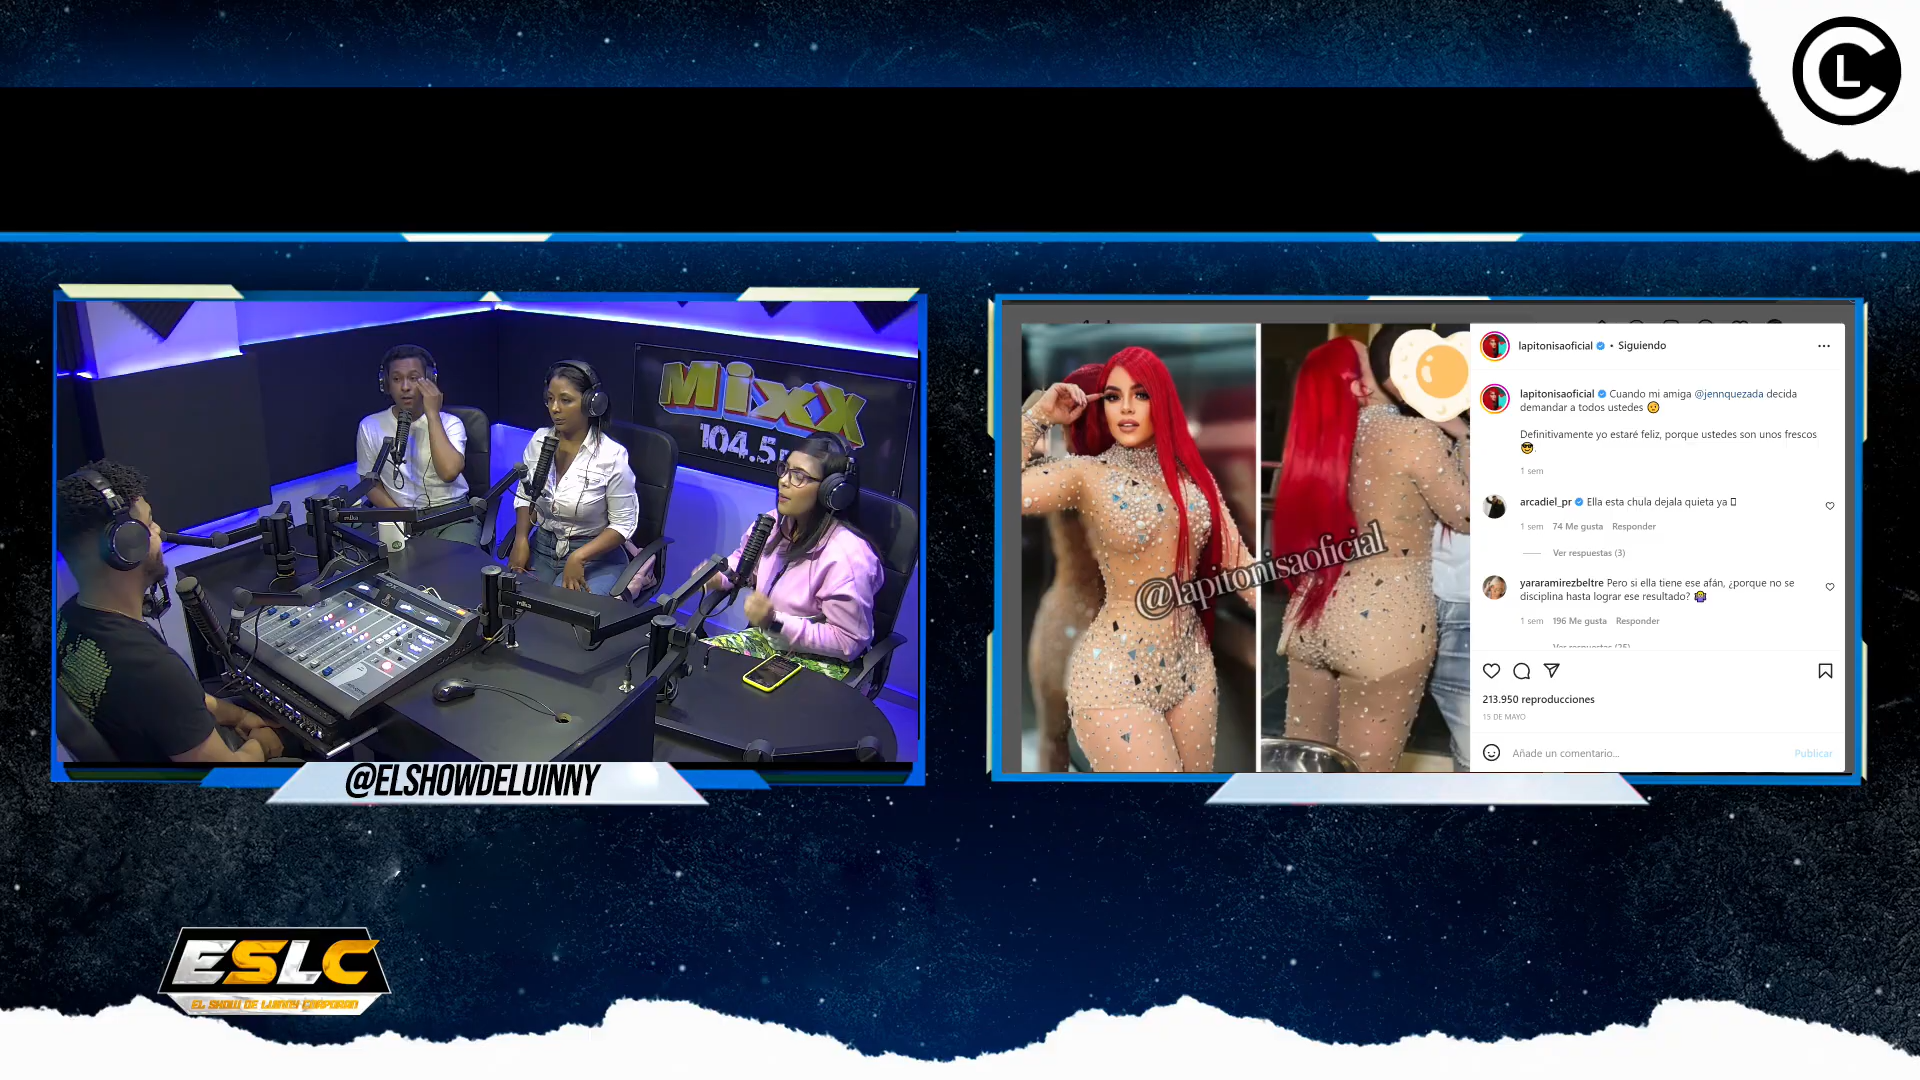 CL
MIXX
104.5
mika
mika
@ELSHOWDELUINNY
@lapitonisaoficial
lapitonisaoficial • Siguiendo
lapitonisaoficial Cuando mi amiga @jennquezada decida
demandar a todos ustedes 😥
Definitivamente yo estaré feliz, porque ustedes son unos frescos
😎.
1 sem
arcadiel_pr Ella esta chula dejala quieta ya ▯
1 sem 74 Me gusta Responder
Ver respuestas (3)
yararamirezbeltre Pero si ella tiene ese afán, ¿porque no se
disciplina hasta lograr ese resultado? 🤷‍♀️
1 sem 196 Me gusta Responder
213.950 reproducciones
15 DE MAYO
Añade un comentario...
Publicar
ESLC
EL SHOW DE LUINNY CORPORAN